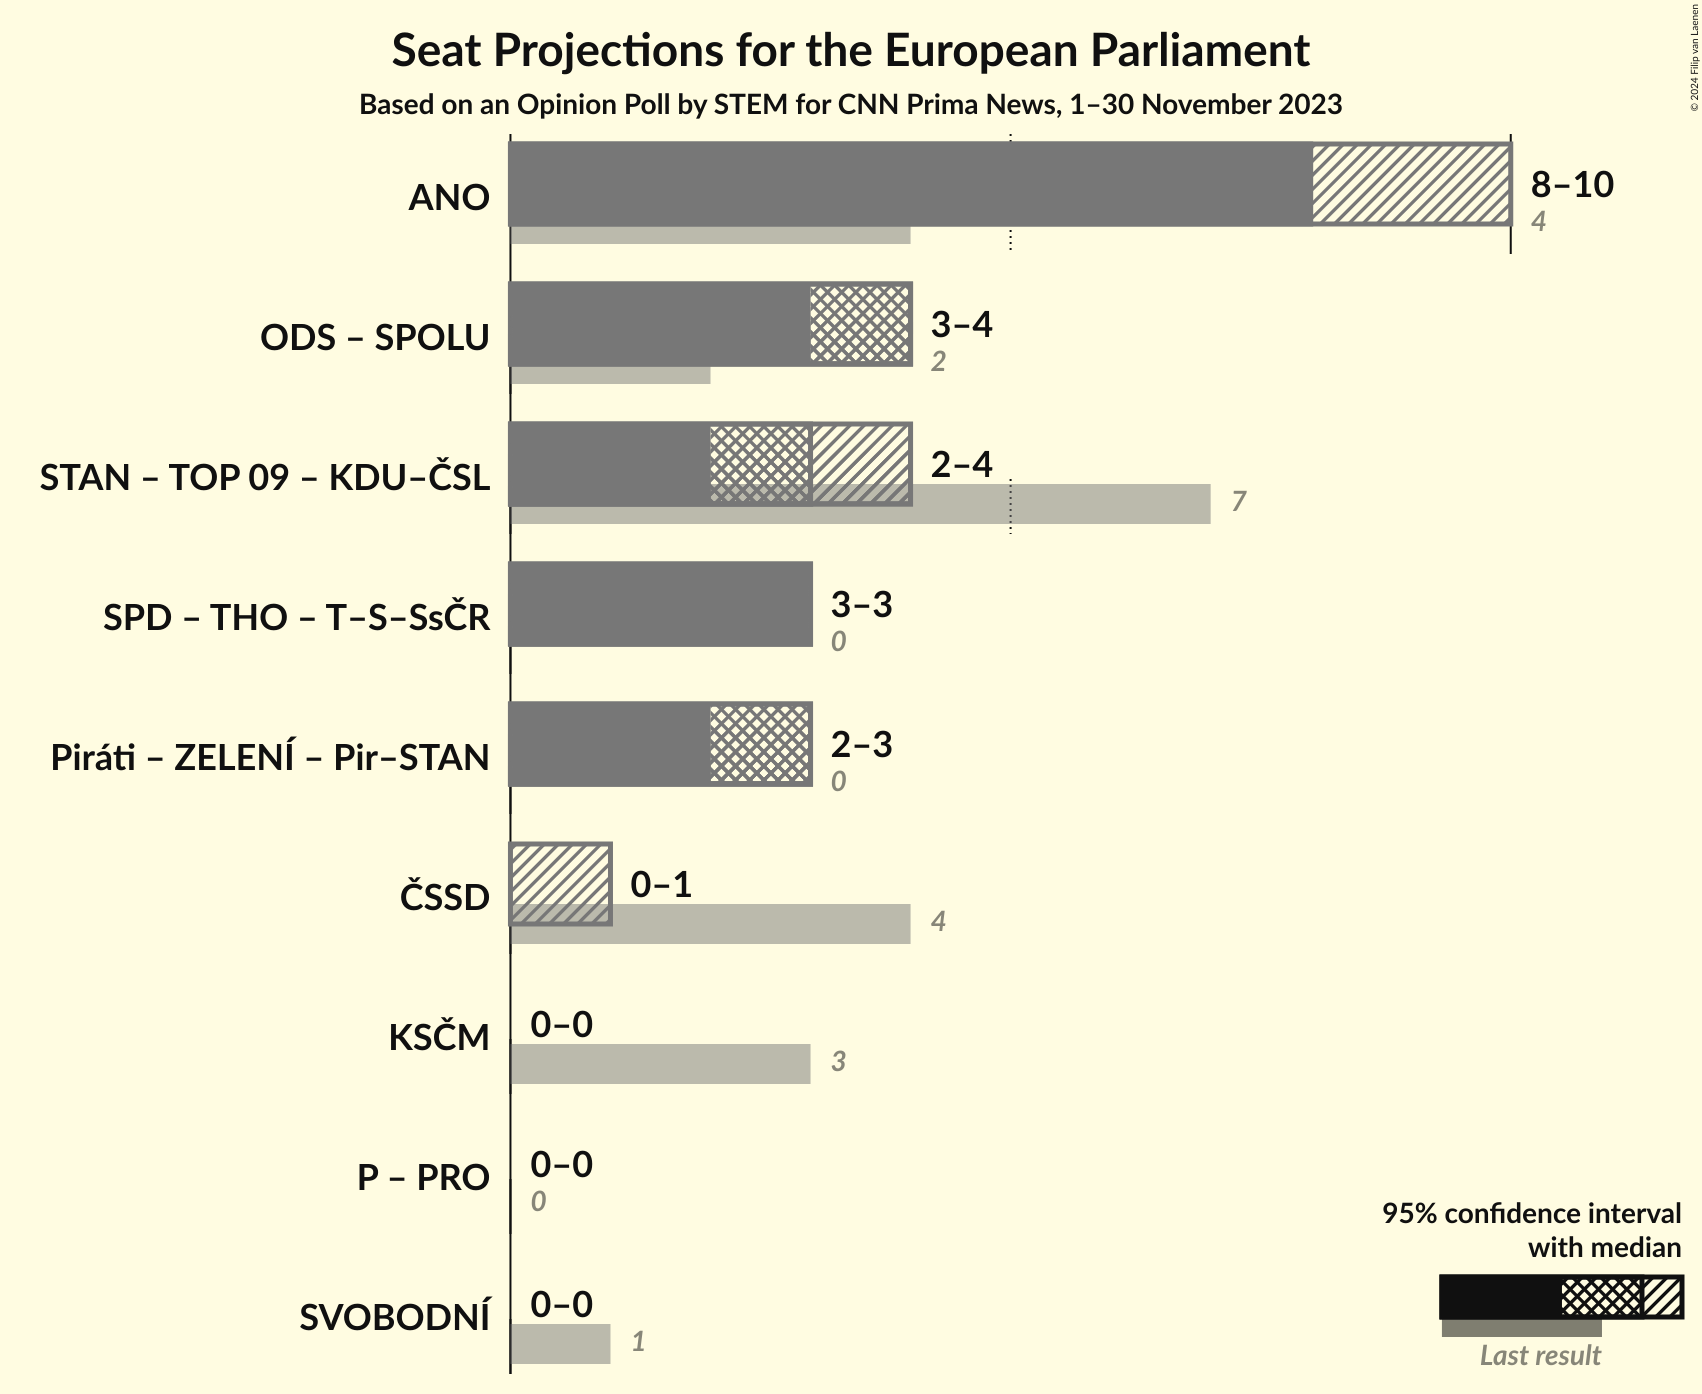 Seat Projections for the European Parliament
Based on an Opinion Poll by STEM for CNN Prima News, 1–30 November 2023
© 2024 Filip van Laenen
ANO
8–10
4
ODS – SPOLU
3–4
2
STAN – TOP 09 – KDU–ČSL
2–4
7
SPD – THO – T–S–SsČR
3–3
0
Piráti – ZELENÍ – Pir–STAN
2–3
0
ČSSD
0–1
4
KSČM
0–0
3
P – PRO
0–0
0
SVOBODNÍ
0–0
1
95% confidence interval
with median
Last result